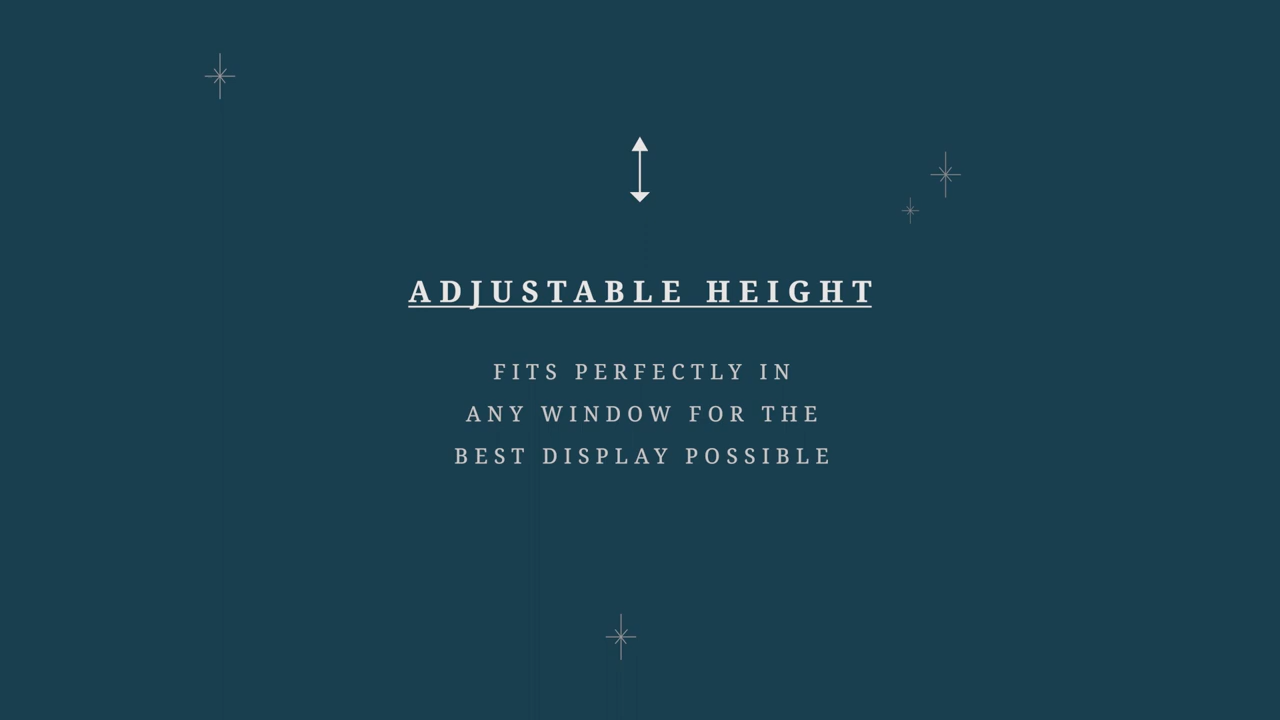 ADJUSTABLE HEIGHT
FITS PERFECTLY IN
ANY WINDOW FOR THE
BEST DISPLAY POSSIBLE